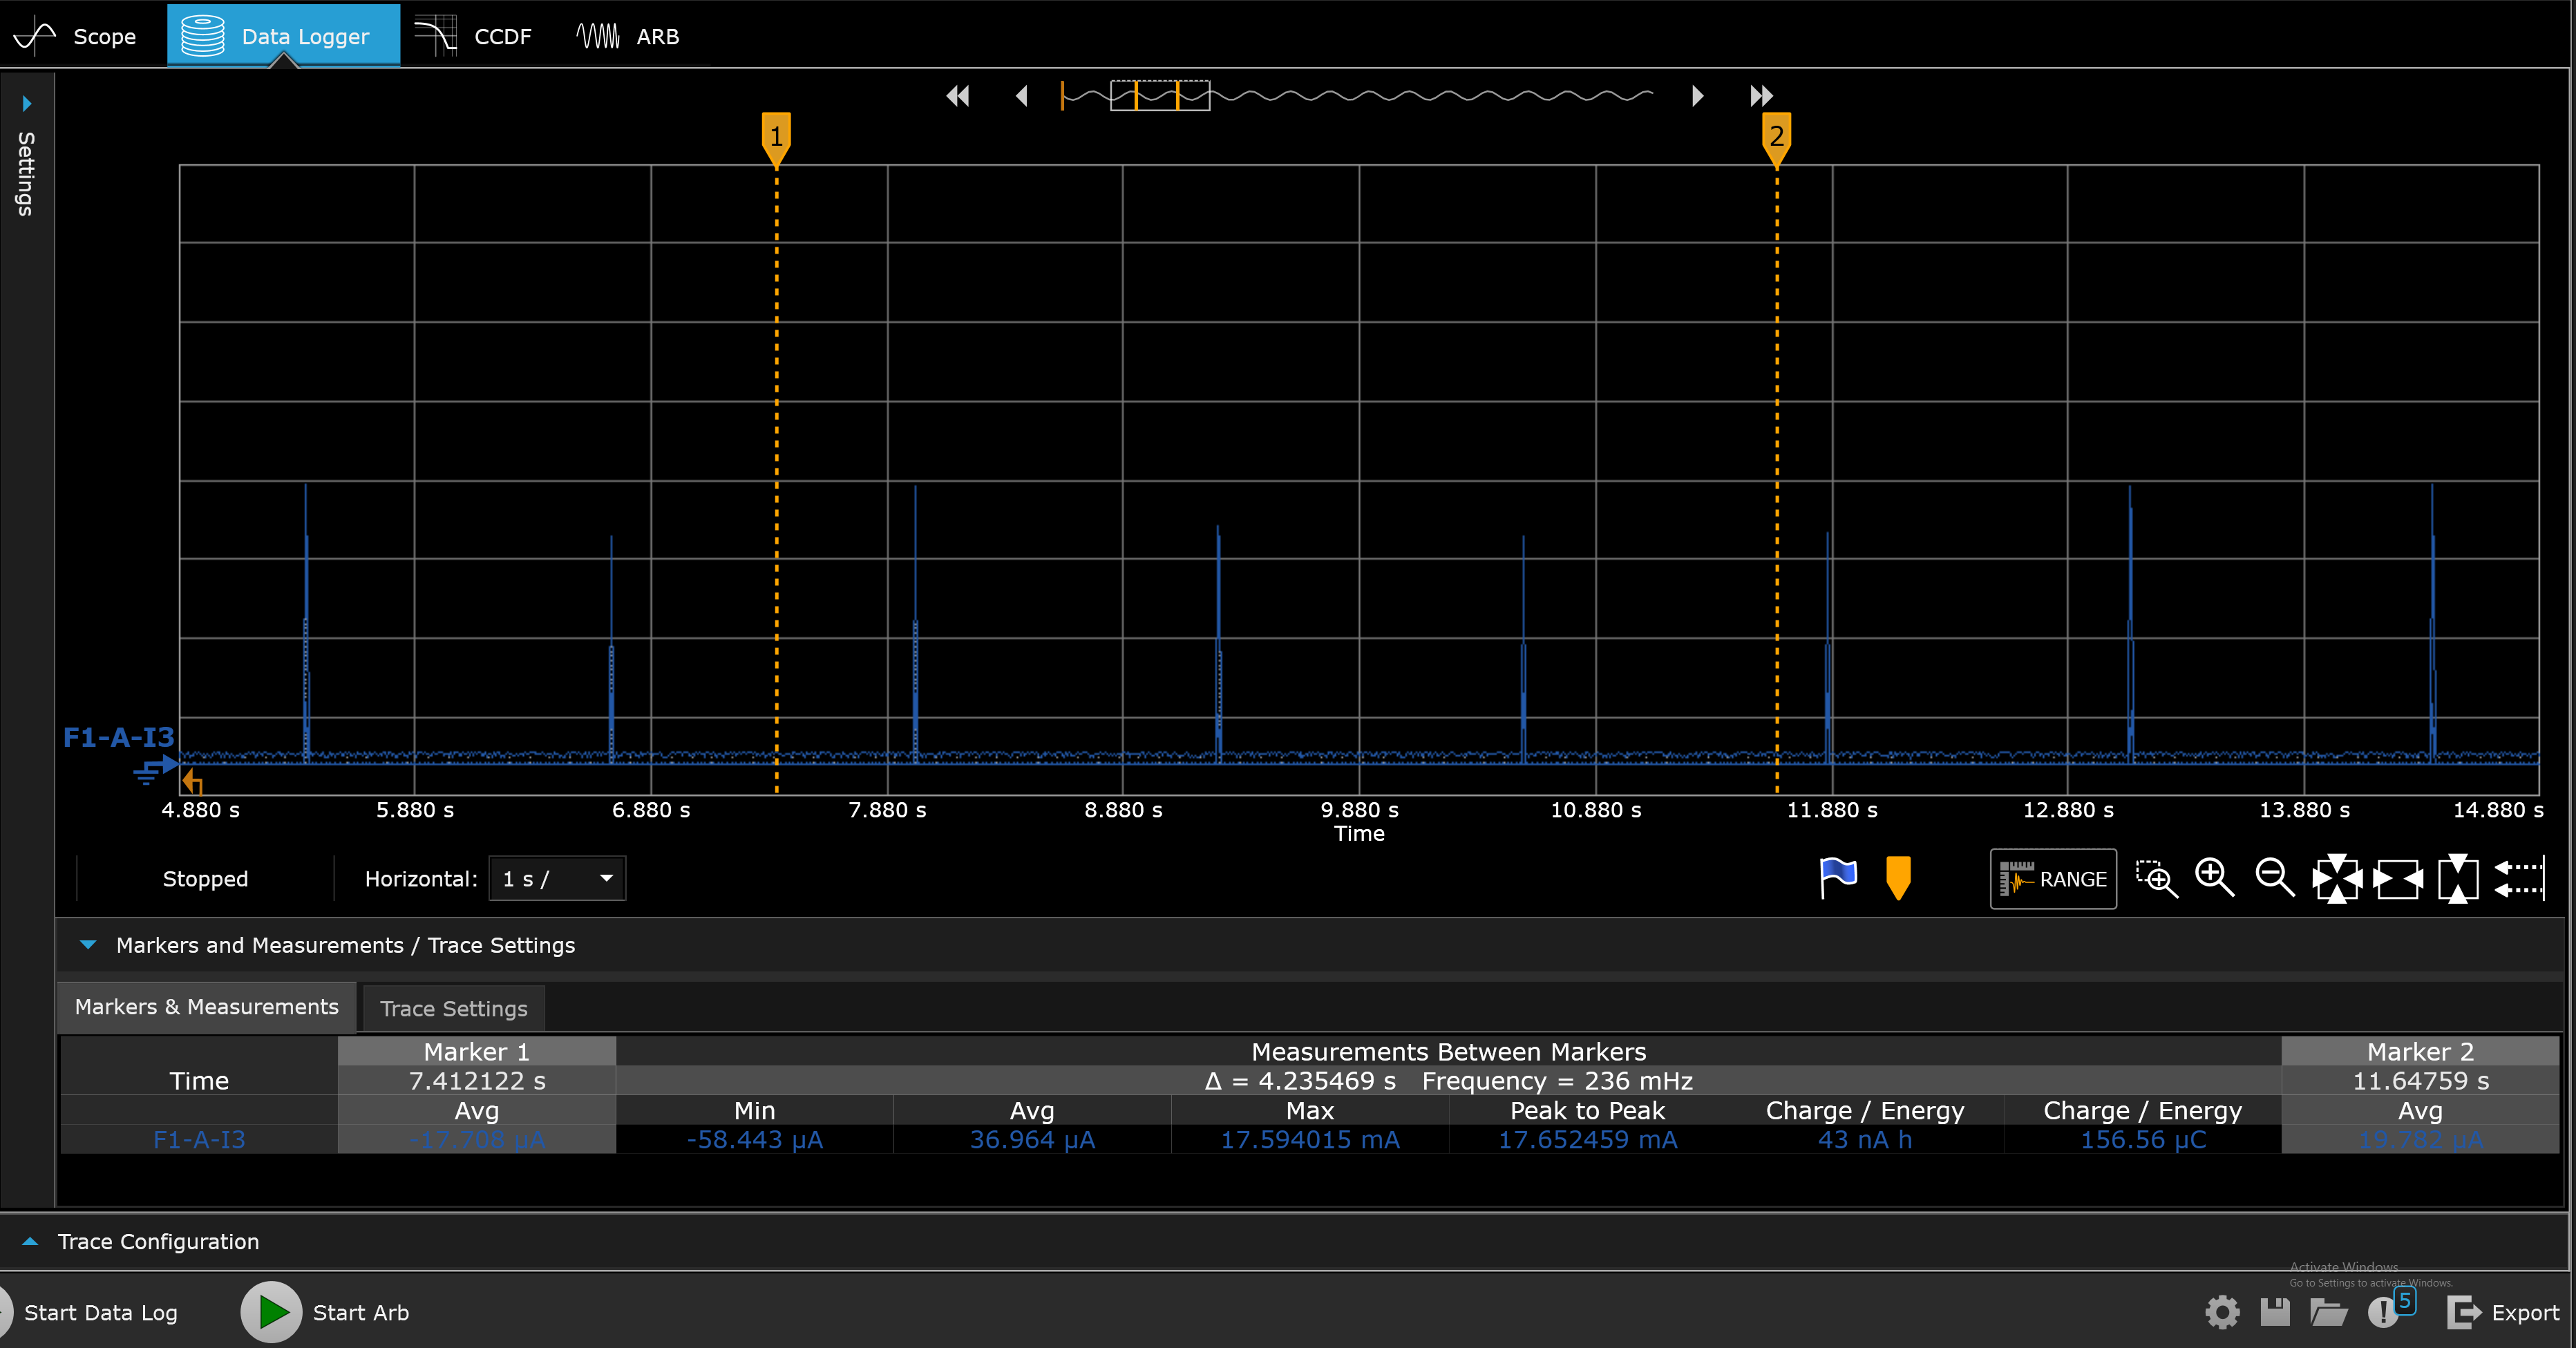 Scope
Data Logger
CCDF
ARB
Settings
1
2
F1-A-I3
4.880 s 5.880 s 6.880 s 7.880 s 8.880 s 9.880 s 10.880 s 11.880 s 12.880 s 13.880 s 14.880 s
Time
Stopped
Horizontal: 1 s /
RANGE
Markers and Measurements / Trace Settings
Markers & Measurements
Trace Settings
Marker 1 Measurements Between Markers Marker 2
Time 7.412122 s Δ = 4.235469 s Frequency = 236 mHz 11.64759 s
Avg Min Avg Max Peak to Peak Charge / Energy Charge / Energy Avg
F1-A-I3 -17.708 µA -58.443 µA 36.964 µA 17.594015 mA 17.652459 mA 43 nA h 156.56 µC 19.782 µA
Trace Configuration
Activate Windows
Go to Settings to activate Windows.
Start Data Log
Start Arb
5
Export